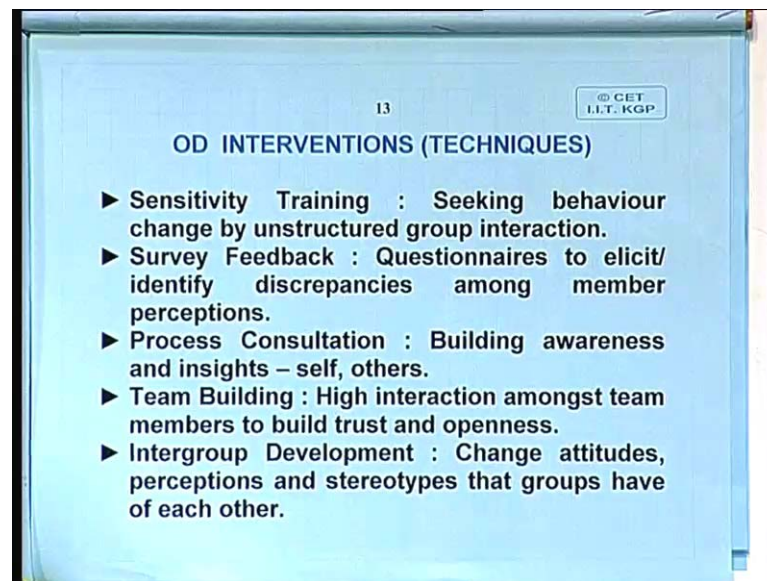 13
© CET
I.I.T. KGP
OD INTERVENTIONS (TECHNIQUES)
► Sensitivity Training : Seeking behaviour
change by unstructured group interaction.
► Survey Feedback : Questionnaires to elicit/
identify discrepancies among member
perceptions.
► Process Consultation : Building awareness
and insights – self, others.
► Team Building : High interaction amongst team
members to build trust and openness.
► Intergroup Development : Change attitudes,
perceptions and stereotypes that groups have
of each other.